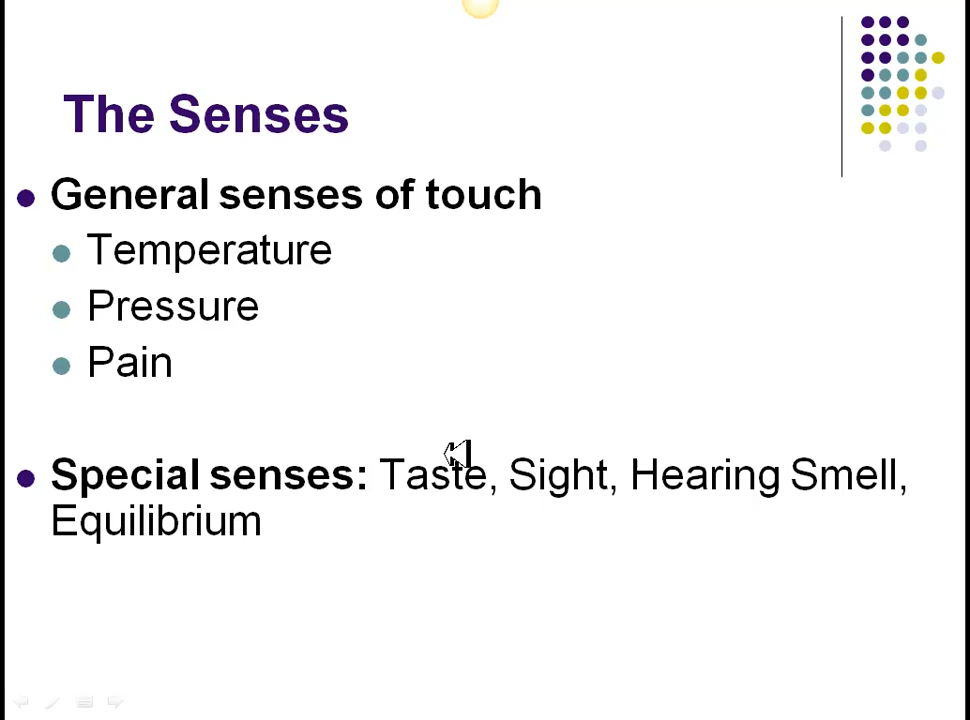 The Senses
General senses of touch
Temperature
Pressure
Pain
Special senses: Taste, Sight, Hearing Smell,
Equilibrium